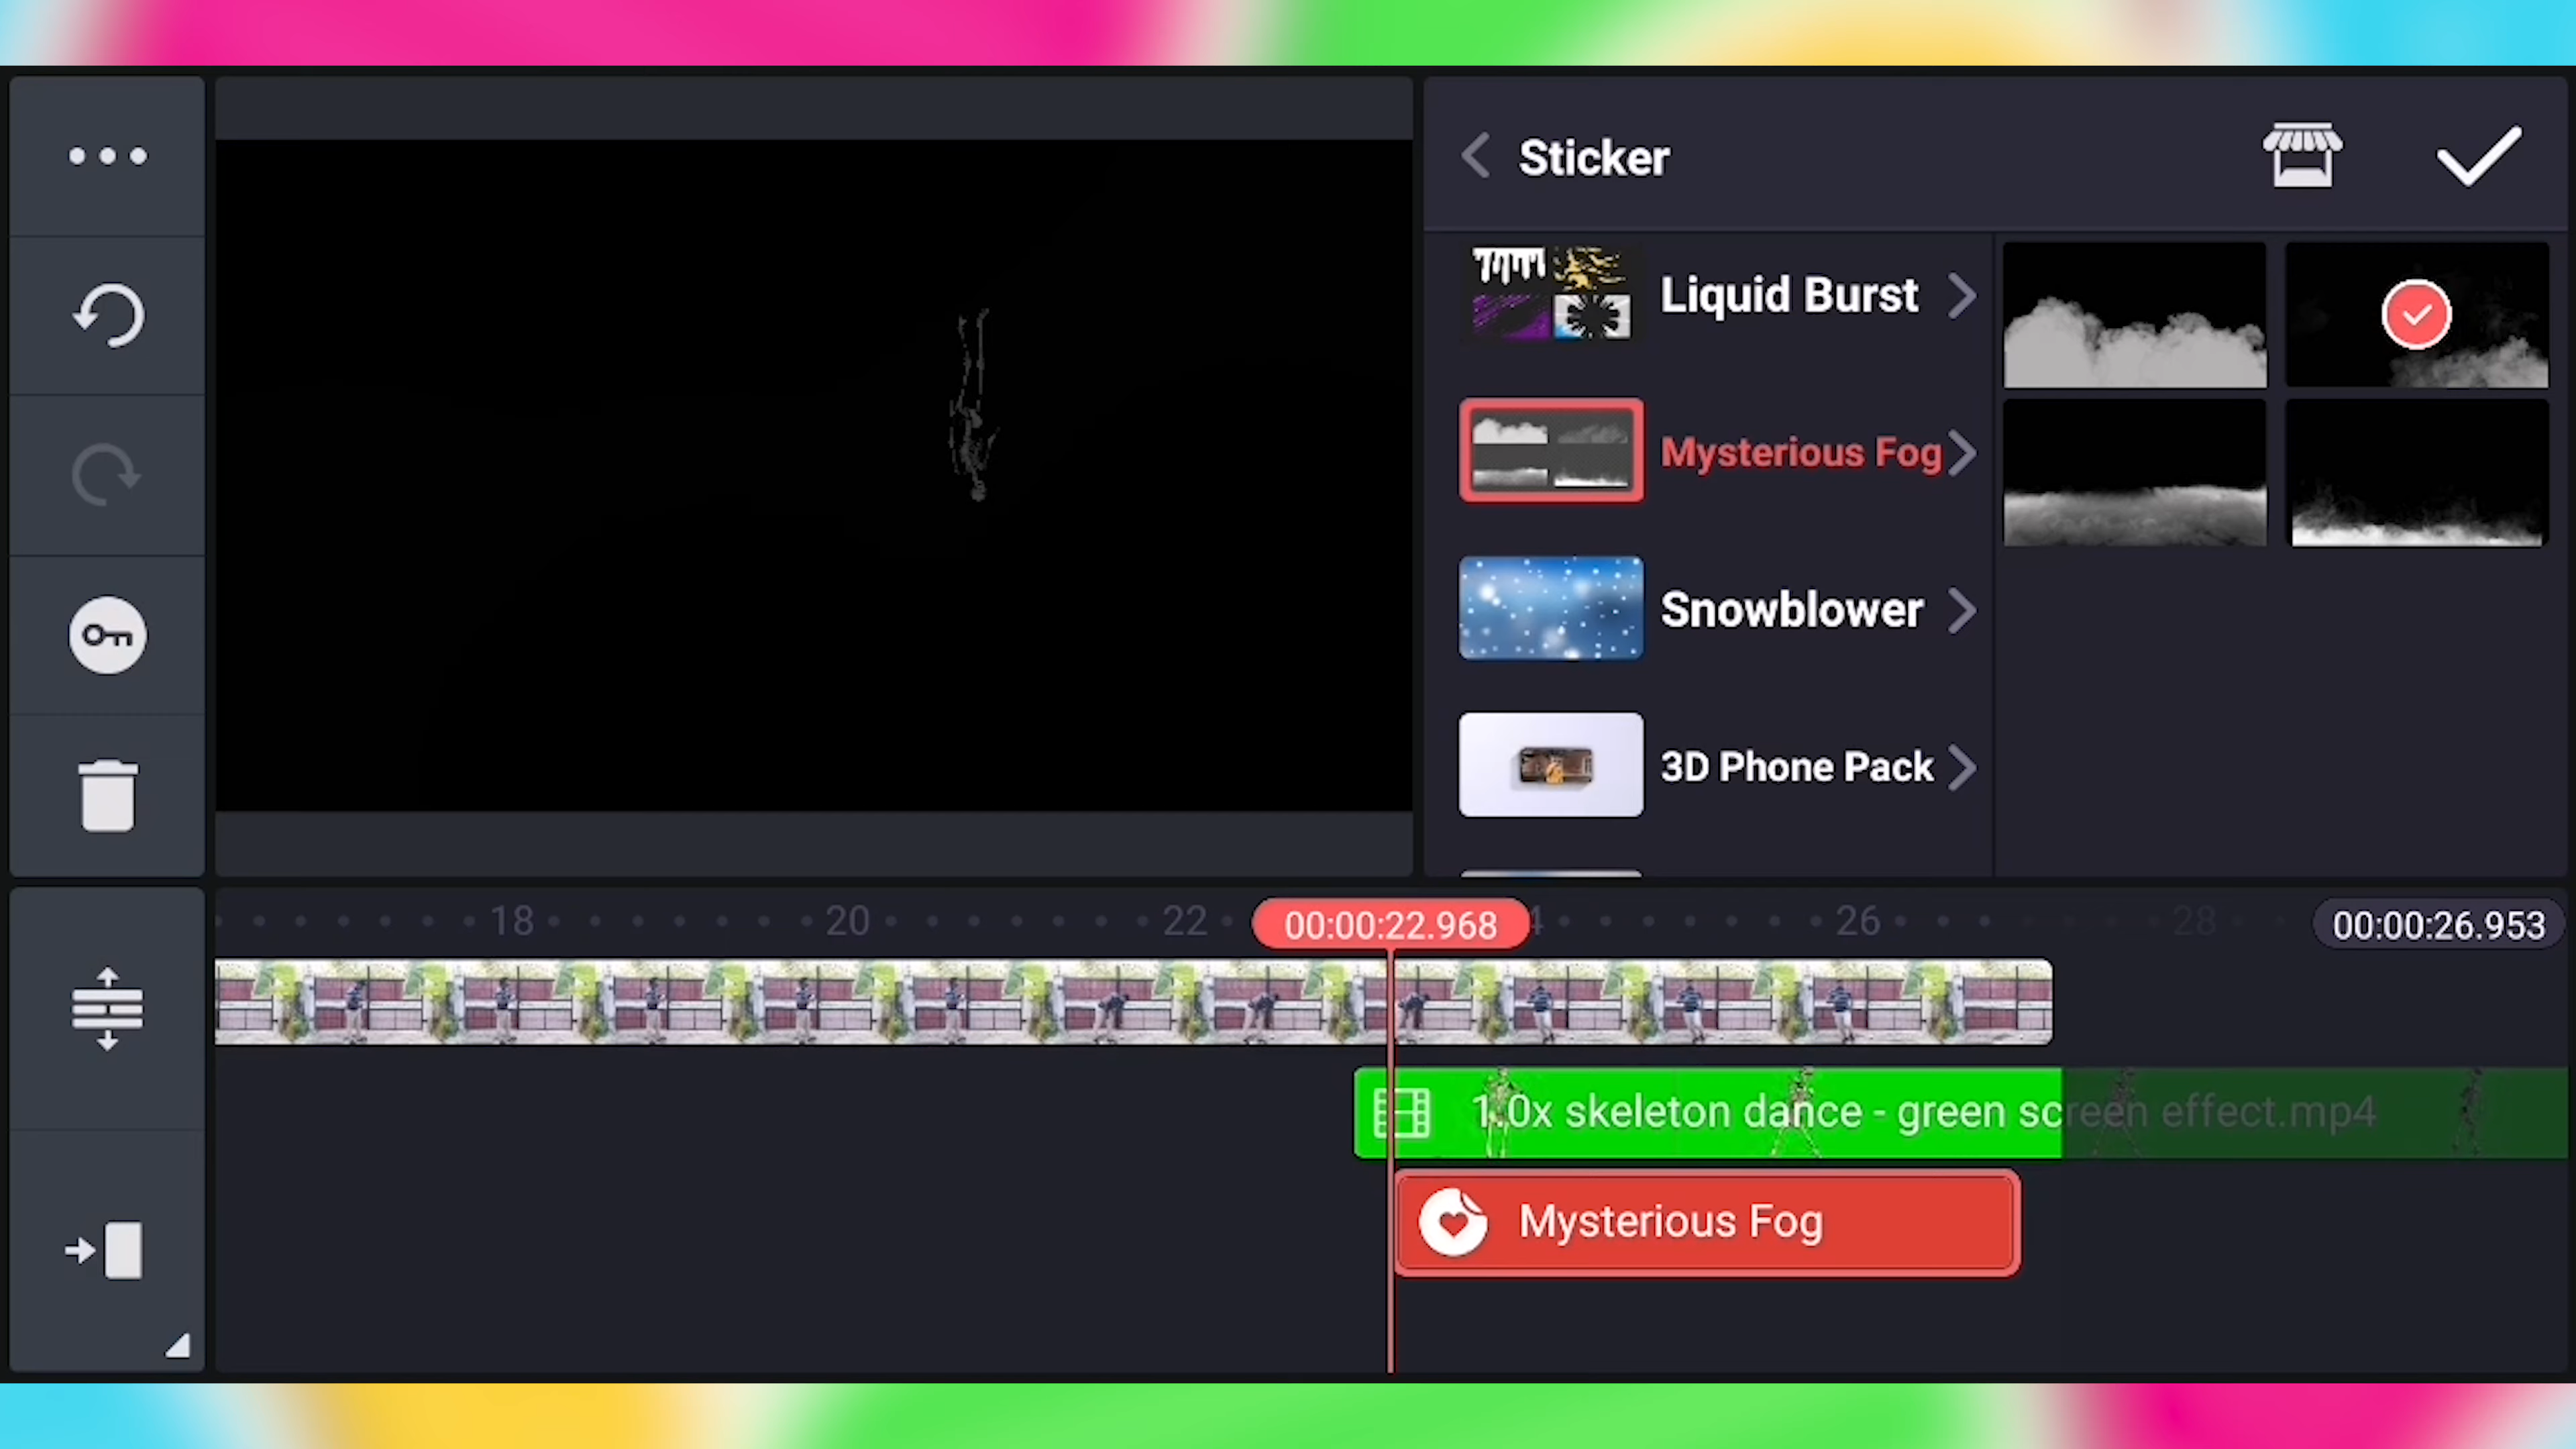 Sticker
Liquid Burst
Mysterious Fog
Snowblower
3D Phone Pack
18
20
22
00:00:22.968
4
26
28
00:00:26.953
1.0x skeleton dance - green screen effect.mp4
Mysterious Fog